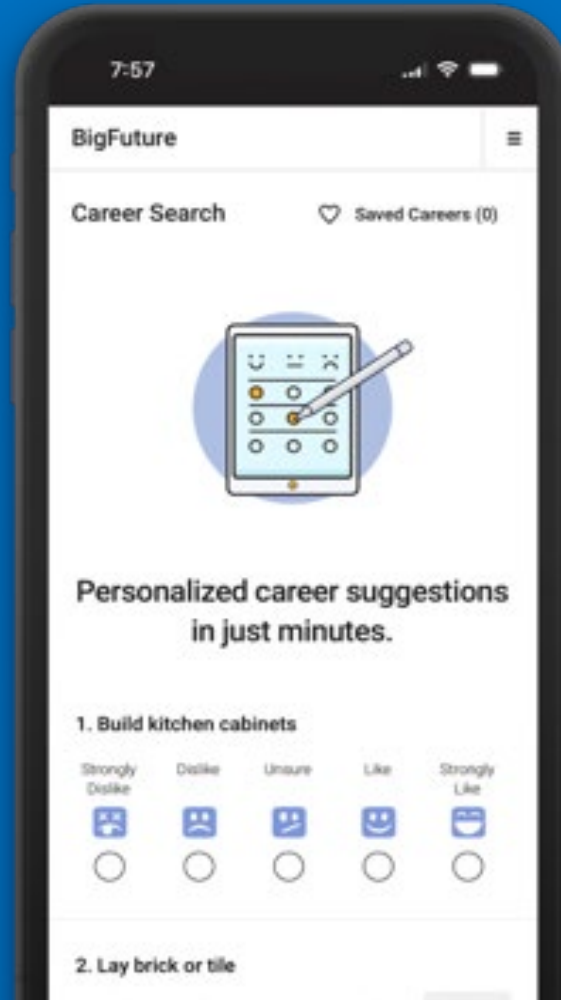 7:57
BigFuture
Career Search
Saved Careers (0)
Personalized career suggestions
in just minutes.
1. Build kitchen cabinets
Strongly
Dislike
Dislike
Unsure
Like
Strongly
Like
2. Lay brick or tile